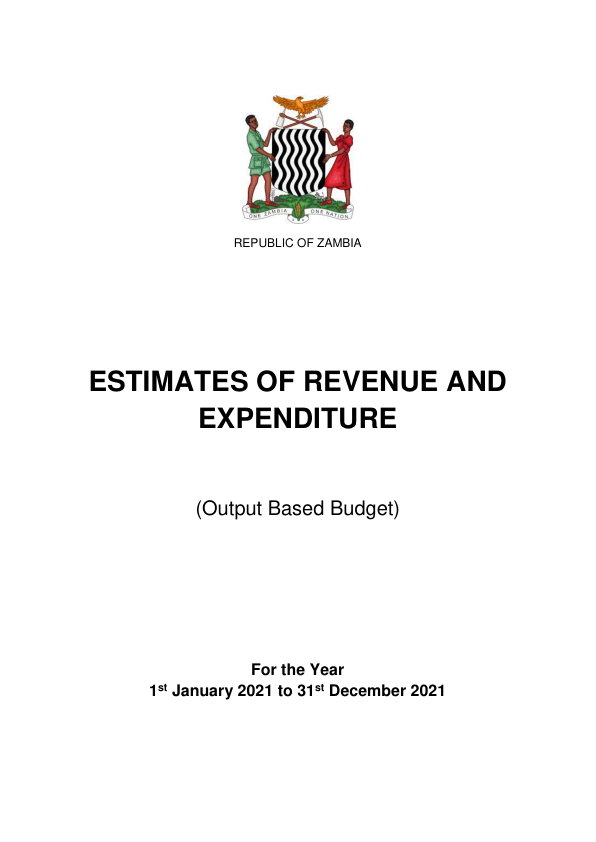 ONE ZAMBIA ONE NATION
REPUBLIC OF ZAMBIA
ESTIMATES OF REVENUE AND
EXPENDITURE
(Output Based Budget)
For the Year
1st January 2021 to 31st December 2021